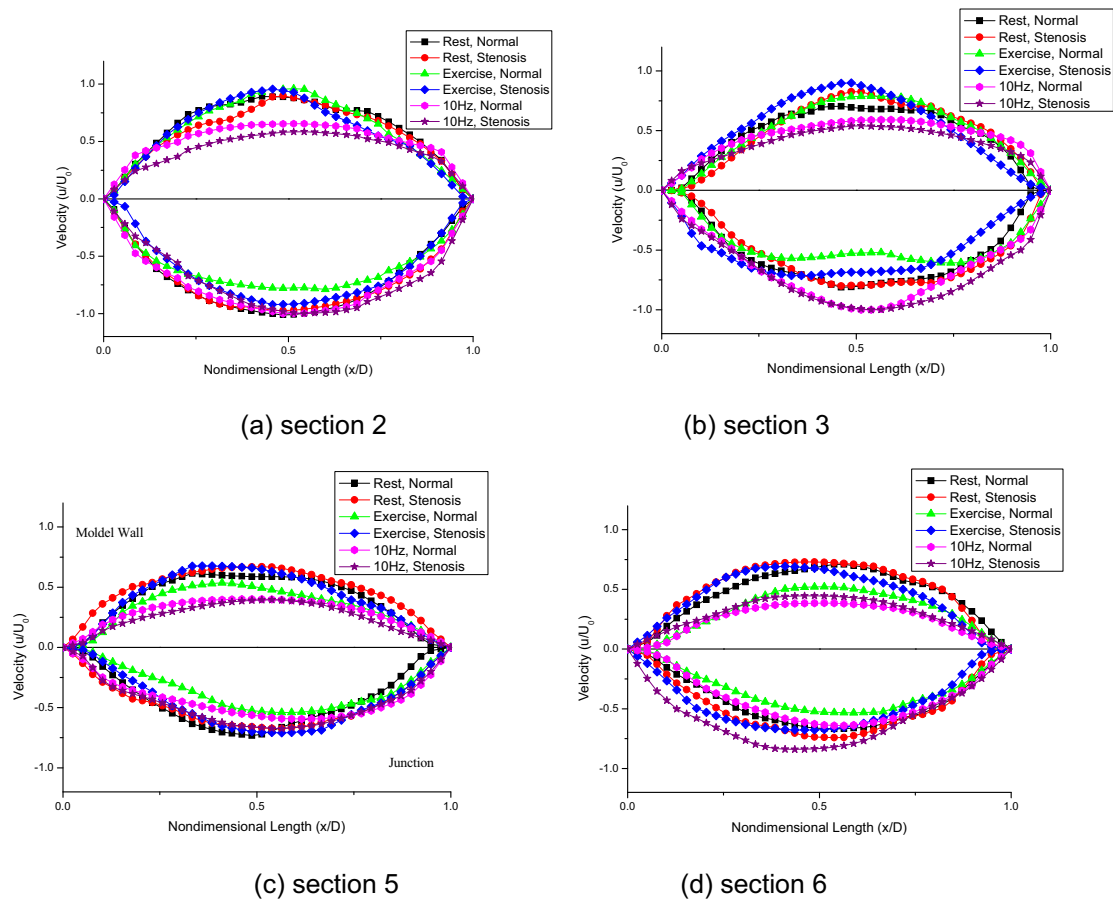 Rest, Normal
Rest, Stenosis
Exercise, Normal
Exercise, Stenosis
10Hz, Normal
10Hz, Stenosis
1.0
0.5
0.0
-0.5
-1.0
Velocity (u/U0)
0.0 0.5 1.0
Nondimensional Length (x/D)
(a) section 2
Rest, Normal
Rest, Stenosis
Exercise, Normal
Exercise, Stenosis
10Hz, Normal
10Hz, Stenosis
1.0
0.5
0.0
-0.5
-1.0
Velocity (u/U0)
0.0 0.5 1.0
Nondimensional Length (x/D)
(b) section 3
Rest, Normal
Rest, Stenosis
Exercise, Normal
Exercise, Stenosis
10Hz, Normal
10Hz, Stenosis
Moldel Wall
1.0
0.5
0.0
-0.5
-1.0
Velocity (u/U0)
Junction
0.0 0.5 1.0
Nondimensional Length (x/D)
(c) section 5
Rest, Normal
Rest, Stenosis
Exercise, Normal
Exercise, Stenosis
10Hz, Normal
10Hz, Stenosis
1.0
0.5
0.0
-0.5
-1.0
Velocity (u/U0)
0.0 0.5 1.0
Nondimensional Length (x/D)
(d) section 6